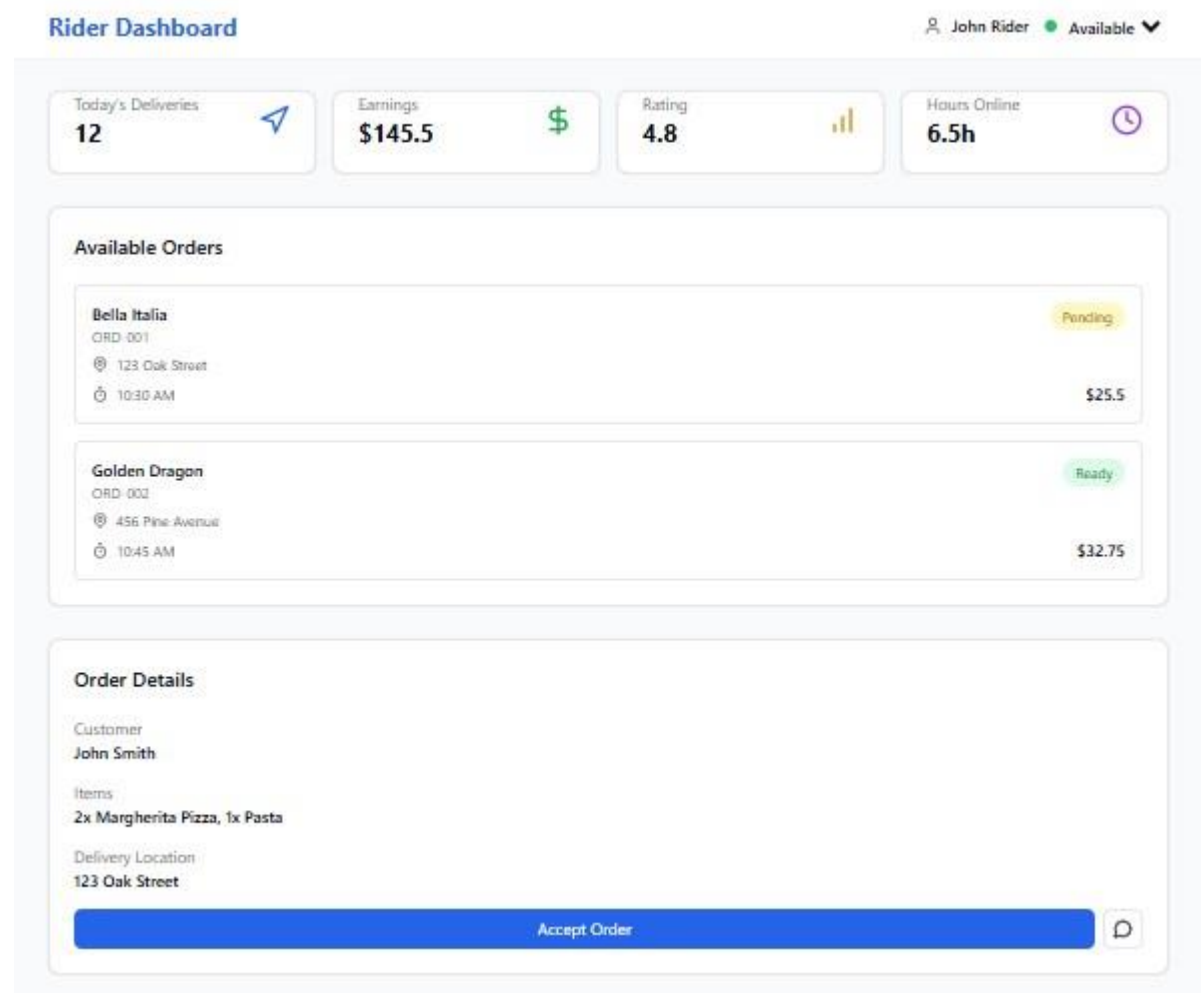 Rider Dashboard
John Rider Available
Today's Deliveries
12
Earnings
$145.5
Rating
4.8
Hours Online
6.5h
Available Orders
Bella Italia
Pending
ORD-001
123 Oak Street
10:30 AM
$25.5
Golden Dragon
Ready
ORD-002
456 Pine Avenue
10:45 AM
$32.75
Order Details
Customer
John Smith
Items
2x Margherita Pizza, 1x Pasta
Delivery Location
123 Oak Street
Accept Order